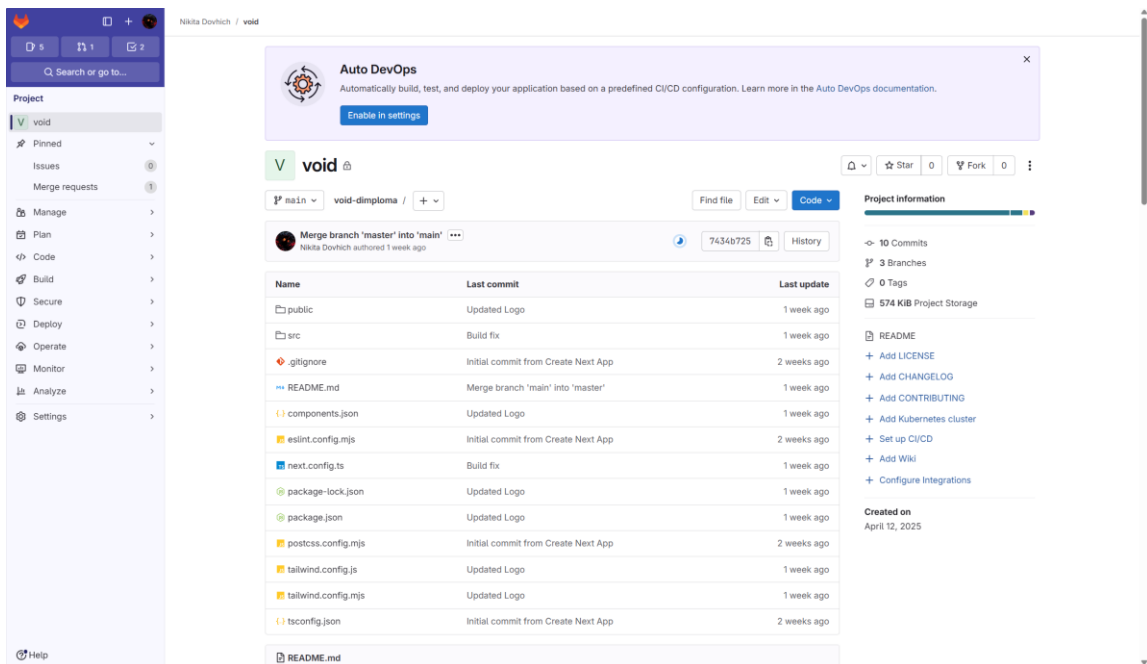 Nikita Dovhich / void
5 1 2
Search or go to...
Project
V void
Pinned
Issues 0
Merge requests 1
Manage
Plan
Code
Build
Secure
Deploy
Operate
Monitor
Analyze
Settings
Help
Auto DevOps
Automatically build, test, and deploy your application based on a predefined CI/CD configuration. Learn more in the Auto DevOps documentation.
Enable in settings
V void
Star 0 Fork 0
main void-dimploma / + Find file Edit Code
Merge branch 'master' into 'main'
Nikita Dovhich authored 1 week ago
7434b725 History
Name Last commit Last update
public Updated Logo 1 week ago
src Build fix 1 week ago
.gitignore Initial commit from Create Next App 2 weeks ago
README.md Merge branch 'main' into 'master' 1 week ago
components.json Updated Logo 1 week ago
eslint.config.mjs Initial commit from Create Next App 2 weeks ago
next.config.ts Build fix 1 week ago
package-lock.json Updated Logo 1 week ago
package.json Updated Logo 1 week ago
postcss.config.mjs Initial commit from Create Next App 2 weeks ago
tailwind.config.js Updated Logo 1 week ago
tailwind.config.mjs Updated Logo 1 week ago
tsconfig.json Initial commit from Create Next App 2 weeks ago
README.md
Project information
10 Commits
3 Branches
0 Tags
574 KiB Project Storage
README
+ Add LICENSE
+ Add CHANGELOG
+ Add CONTRIBUTING
+ Add Kubernetes cluster
+ Set up CI/CD
+ Add Wiki
+ Configure Integrations
Created on
April 12, 2025